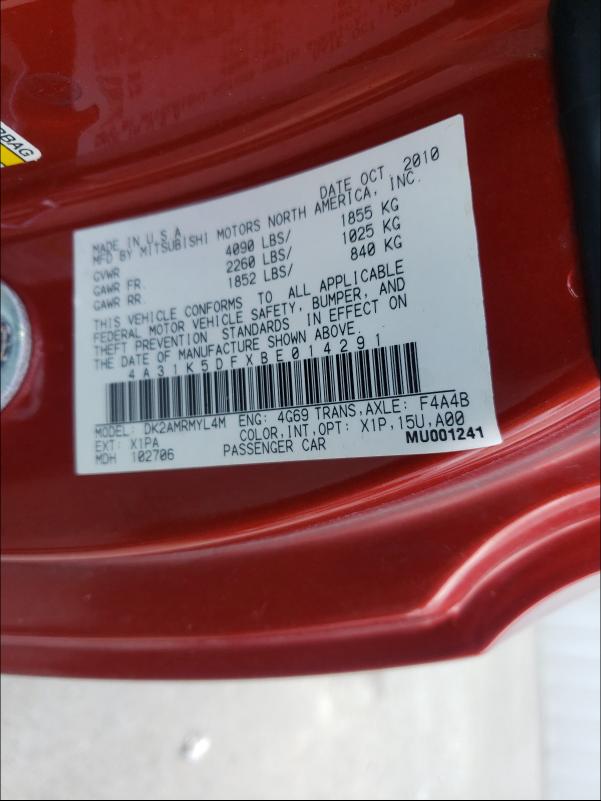 RBAG
DATE OCT 2010
MADE IN U.S.A.
MFD BY MITSUBISHI MOTORS NORTH AMERICA, INC.
GVWR 4090 LBS/ 1855 KG
GAWR FR. 2260 LBS/ 1025 KG
GAWR RR. 1852 LBS/ 840 KG
THIS VEHICLE CONFORMS TO ALL APPLICABLE
FEDERAL MOTOR VEHICLE SAFETY, BUMPER, AND
THEFT PREVENTION STANDARDS IN EFFECT ON
THE DATE OF MANUFACTURE SHOWN ABOVE.
4A31K5DFXBE014291
MODEL: DK2AMRMYL4M ENG: 4G69 TRANS,AXLE: F4A4B
EXT: X1PA COLOR,INT,OPT: X1P,15U,A00
MDH 102706 PASSENGER CAR MU001241